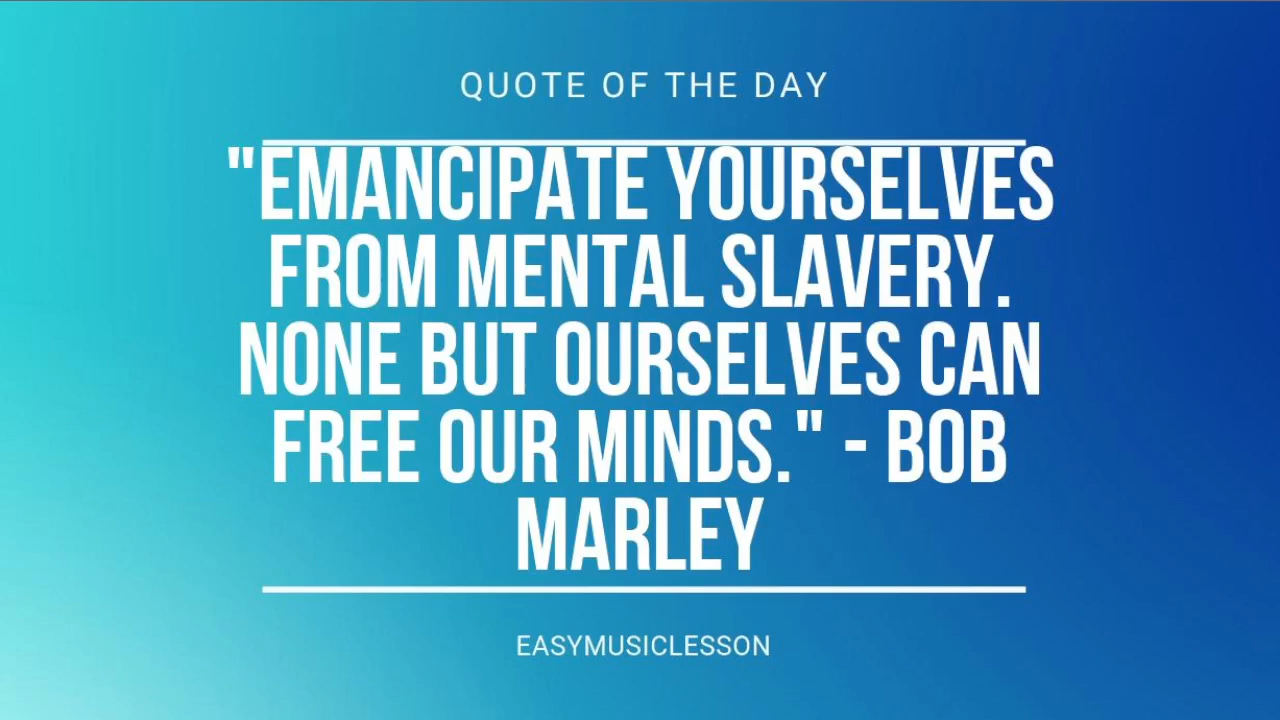 QUOTE OF THE DAY
"EMANCIPATE YOURSELVES
FROM MENTAL SLAVERY.
NONE BUT OURSELVES CAN
FREE OUR MINDS." - BOB
MARLEY
EASYMUSICLESSON